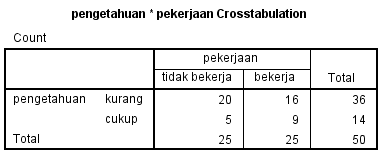 pengetahuan * pekerjaan Crosstabulation
Count
pekerjaan
tidak bekerja bekerja Total
pengetahuan kurang 20 16 36
cukup 5 9 14
Total 25 25 50